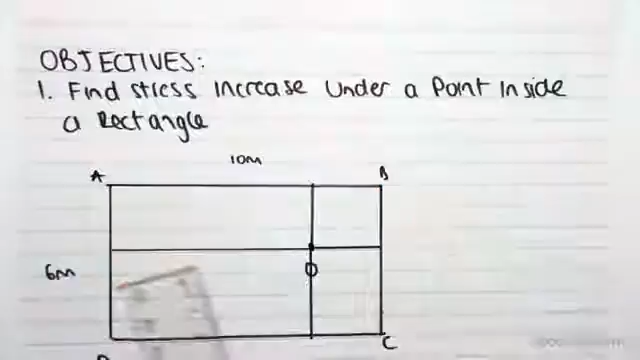 OBJECTIVES:
1. Find stress increase under a Point Inside
a Rectangle
10m
A
B
6m
C